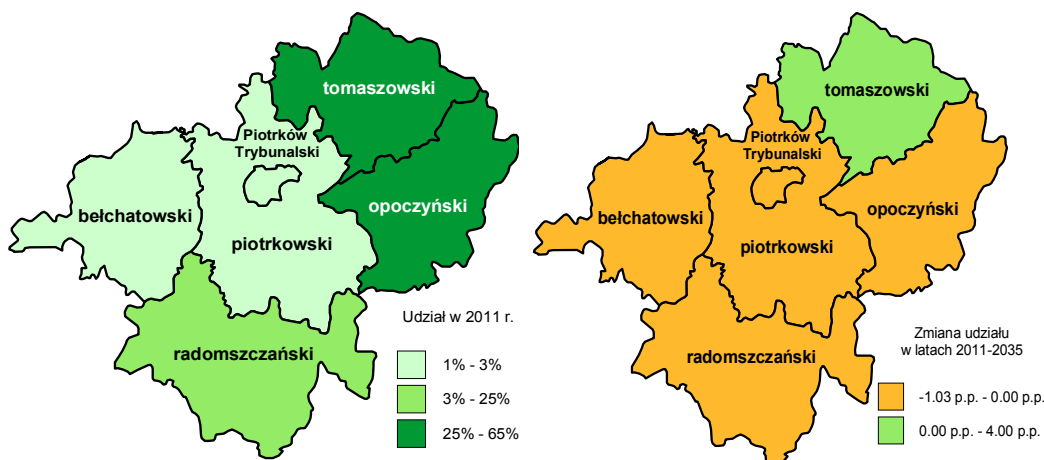 tomaszowski
Piotrków
Trybunalski
opoczyński
bełchatowski
piotrkowski
radomszczański
Udział w 2011 r.
1% - 3%
3% - 25%
25% - 65%
tomaszowski
Piotrków
Trybunalski
opoczyński
bełchatowski
piotrkowski
radomszczański
Zmiana udziału
w latach 2011-2035
-1.03 p.p. - 0.00 p.p.
0.00 p.p. - 4.00 p.p.